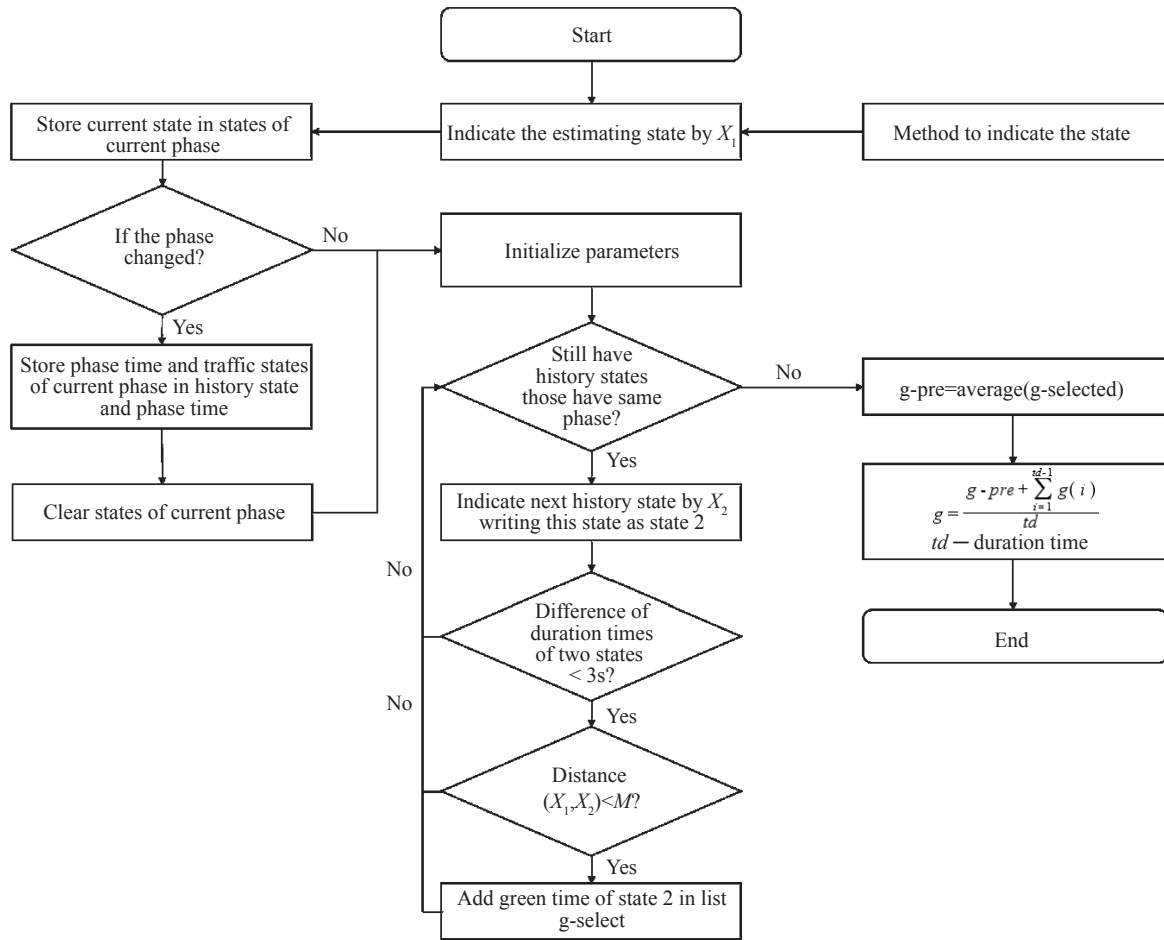 Start
Store current state in states of
current phase
Indicate the estimating state by X₁
Method to indicate the state
If the phase
changed?
No
Initialize parameters
Yes
Store phase time and traffic states
of current phase in history state
and phase time
Clear states of current phase
Still have
history states
those have same
phase?
No
g-pre=average(g-selected)
Yes
Indicate next history state by X₂
writing this state as state 2
g = (g - pre + ∑_{i=1}^{td-1} g(i)) / td
td — duration time
No
Difference of
duration times
of two states
< 3s?
End
No
Yes
Distance
(X₁,X₂)<M?
Yes
Add green time of state 2 in list
g-select